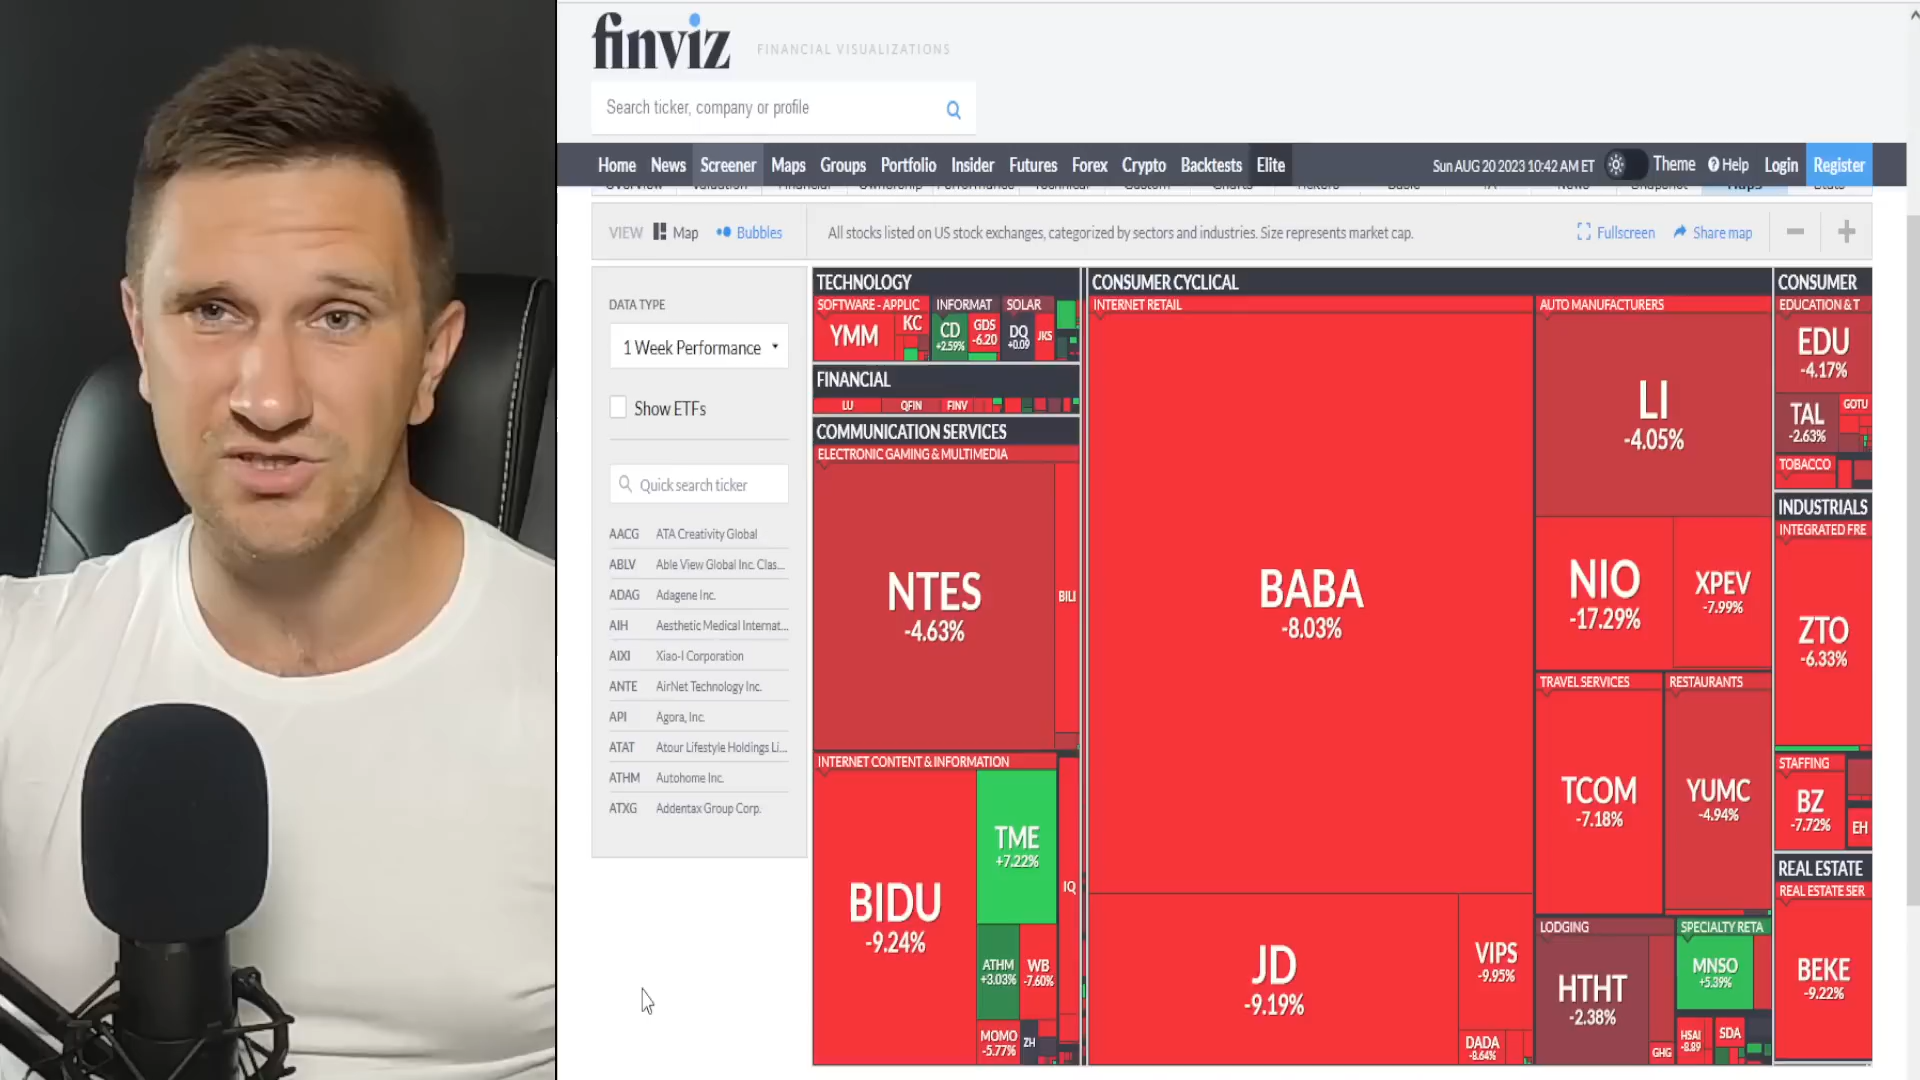 finviz
FINANCIAL VISUALIZATIONS
Search ticker, company or profile
Home News Screener Maps Groups Portfolio Insider Futures Forex Crypto Backtests Elite
Sun AUG 20 2023 10:42 AM ET Theme Help Login Register
VIEW Map Bubbles
All stocks listed on US stock exchanges, categorized by sectors and industries. Size represents market cap.
Fullscreen Share map
DATA TYPE
1 Week Performance
Show ETFs
Quick search ticker
AACG ATA Creativity Global
ABLV Able View Global Inc. Clas...
ADAG Adagene Inc.
AIH Aesthetic Medical Internat...
AIXI Xiao-I Corporation
ANTE AirNet Technology Inc.
API Agora, Inc.
ATAT Atour Lifestyle Holdings Li...
ATHM Autohome Inc.
ATXG Addentax Group Corp.
TECHNOLOGY
SOFTWARE - APPLIC
YMM
KC
INFORMAT
CD
+2.59%
GDS
-6.20
SOLAR
DQ
+0.09
JKS
FINANCIAL
LU
QFIN
FINV
COMMUNICATION SERVICES
ELECTRONIC GAMING & MULTIMEDIA
NTES
-4.63%
BILI
INTERNET CONTENT & INFORMATION
BIDU
-9.24%
TME
+7.22%
IQ
ATHM
+3.03%
WB
-7.60%
MOMO
-5.77%
ZH
CONSUMER CYCLICAL
INTERNET RETAIL
BABA
-8.03%
JD
-9.19%
VIPS
-9.95%
DADA
-8.64%
AUTO MANUFACTURERS
LI
-4.05%
NIO
-17.29%
XPEV
-7.99%
TRAVEL SERVICES
TCOM
-7.18%
RESTAURANTS
YUMC
-4.94%
LODGING
HTHT
-2.38%
GHG
SPECIALTY RETA
MNSO
+5.39%
HSAI
-8.89
SDA
CONSUMER
EDUCATION & T
EDU
-4.17%
TAL
-2.63%
GOTU
TOBACCO
INDUSTRIALS
INTEGRATED FRE
ZTO
-6.33%
STAFFING
BZ
-7.72%
EH
REAL ESTATE
REAL ESTATE SER
BEKE
-9.22%